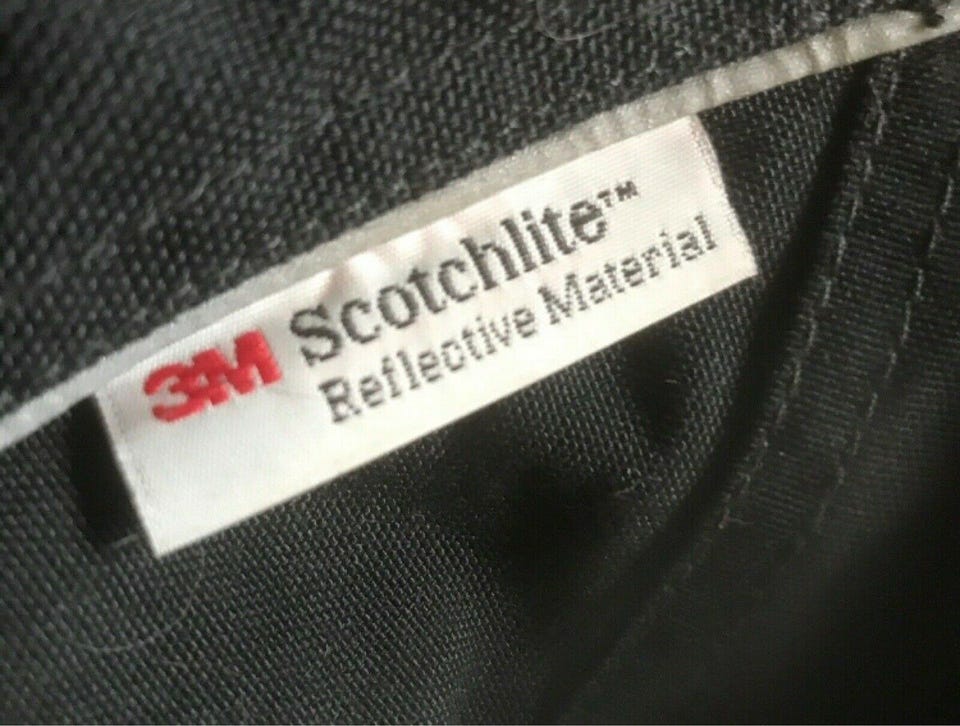 3M Scotchlite™
Reflective Material